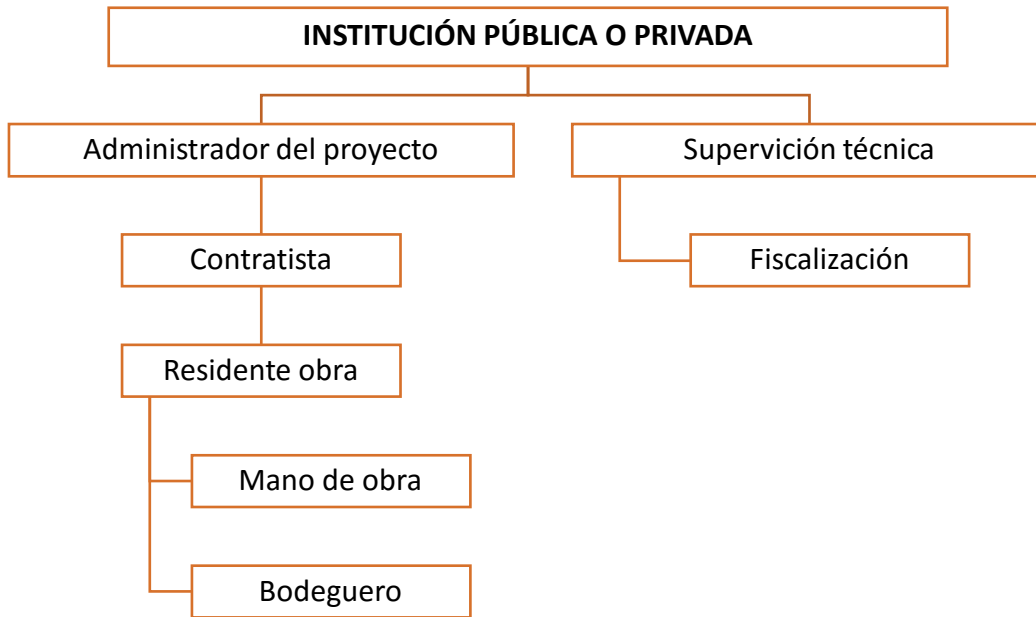 INSTITUCIÓN PÚBLICA O PRIVADA
Administrador del proyecto
Supervición técnica
Contratista
Fiscalización
Residente obra
Mano de obra
Bodeguero